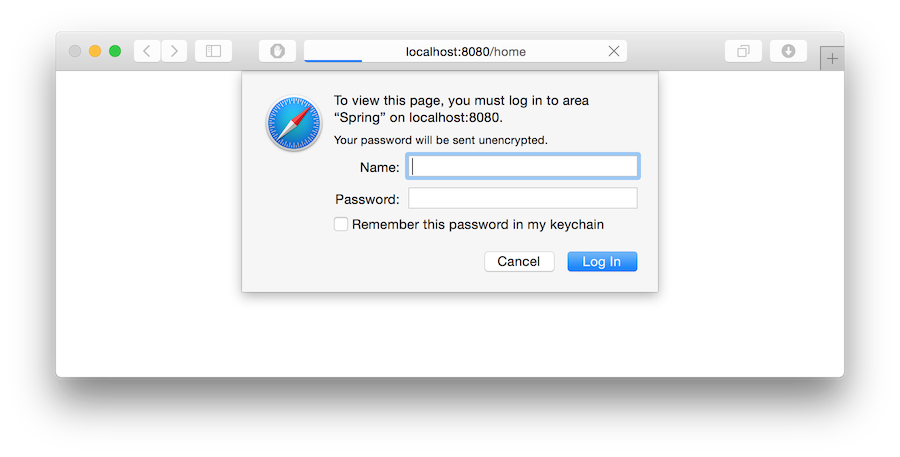 localhost:8080/home
To view this page, you must log in to area
“Spring” on localhost:8080.
Your password will be sent unencrypted.
Name:
Password:
Remember this password in my keychain
Cancel
Log In